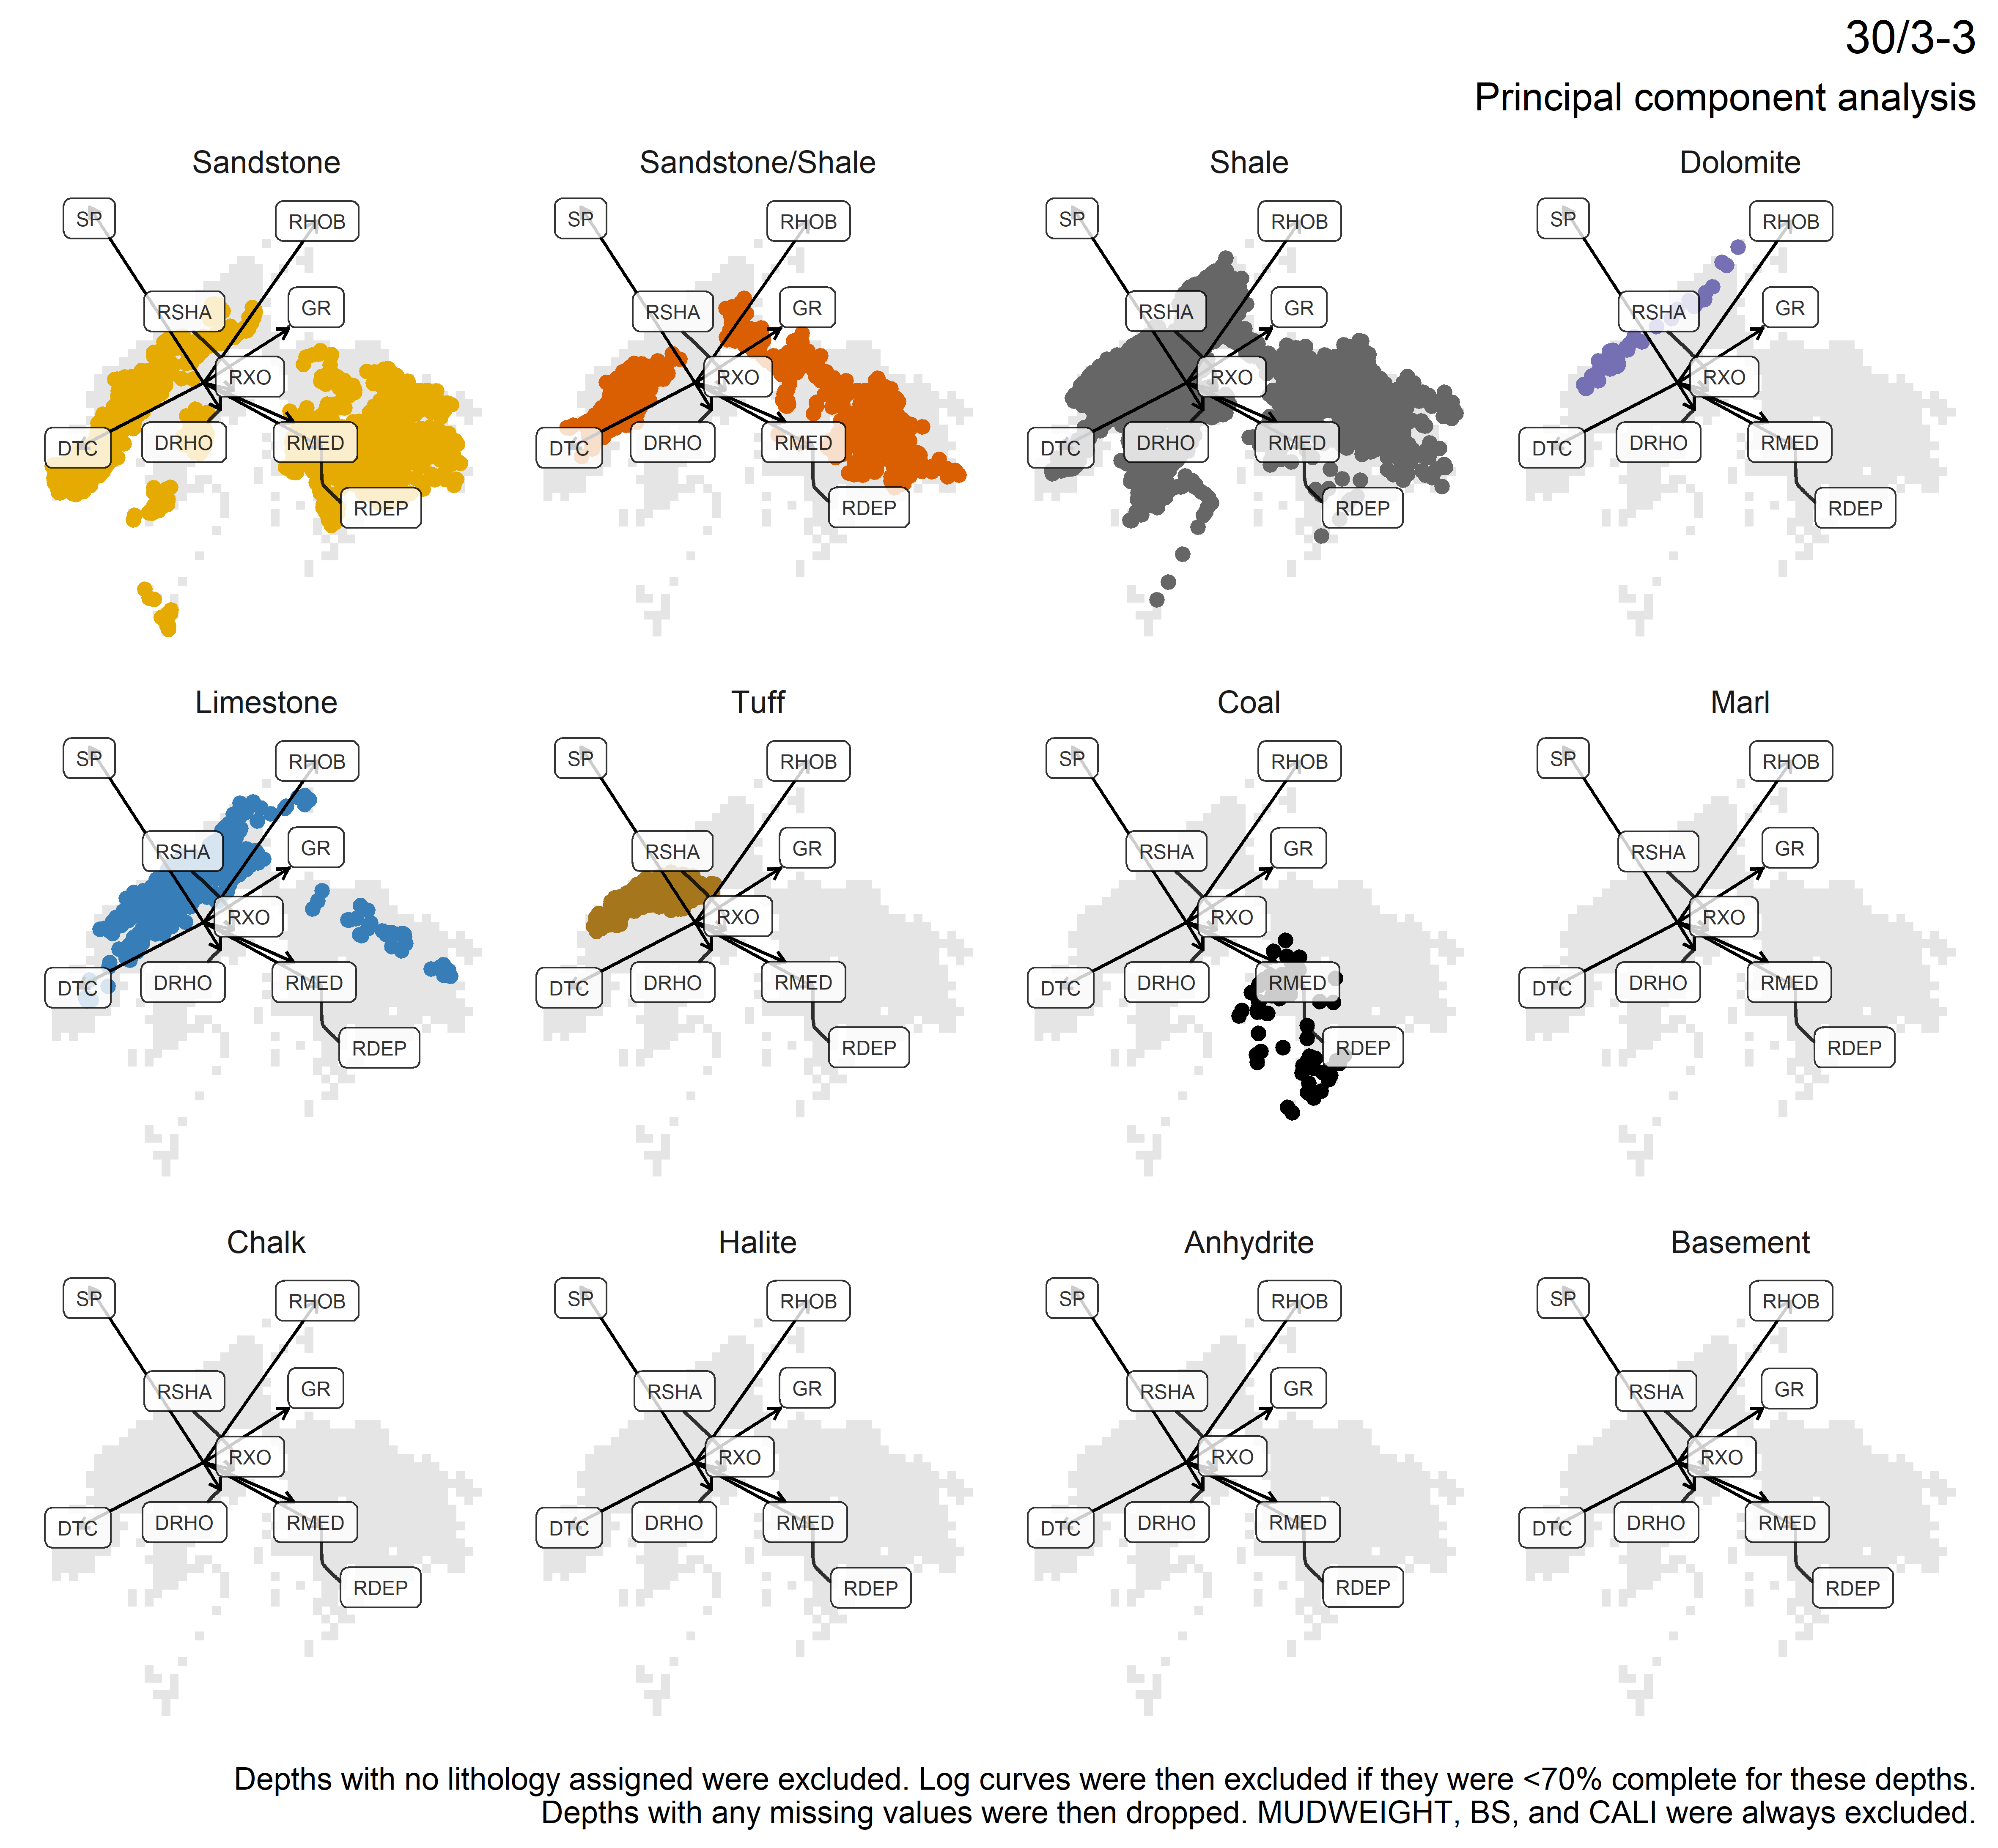 30/3-3
Principal component analysis
Sandstone
SP
RHOB
RSHA
GR
RXO
DTC
DRHO
RMED
RDEP
Sandstone/Shale
SP
RHOB
RSHA
GR
RXO
DTC
DRHO
RMED
RDEP
Shale
SP
RHOB
RSHA
GR
RXO
DTC
DRHO
RMED
RDEP
Dolomite
SP
RHOB
RSHA
GR
RXO
DTC
DRHO
RMED
RDEP
Limestone
SP
RHOB
RSHA
GR
RXO
DTC
DRHO
RMED
RDEP
Tuff
SP
RHOB
RSHA
GR
RXO
DTC
DRHO
RMED
RDEP
Coal
SP
RHOB
RSHA
GR
RXO
DTC
DRHO
RMED
RDEP
Marl
SP
RHOB
RSHA
GR
RXO
DTC
DRHO
RMED
RDEP
Chalk
SP
RHOB
RSHA
GR
RXO
DTC
DRHO
RMED
RDEP
Halite
SP
RHOB
RSHA
GR
RXO
DTC
DRHO
RMED
RDEP
Anhydrite
SP
RHOB
RSHA
GR
RXO
DTC
DRHO
RMED
RDEP
Basement
SP
RHOB
RSHA
GR
RXO
DTC
DRHO
RMED
RDEP
Depths with no lithology assigned were excluded. Log curves were then excluded if they were <70% complete for these depths.
Depths with any missing values were then dropped. MUDWEIGHT, BS, and CALI were always excluded.